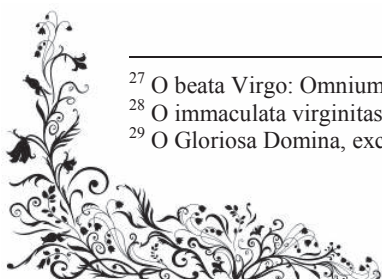 27 O beata Virgo: Omnium
28 O immaculata virginitas
29 O Gloriosa Domina, exc